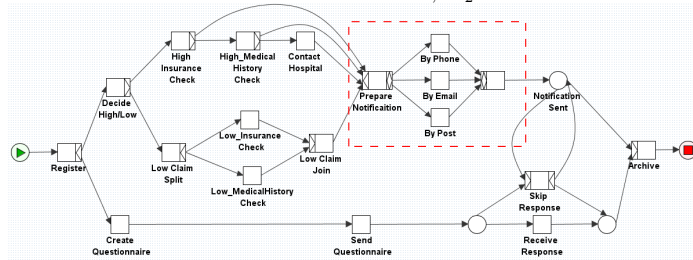 High
Insurance
Check
High_Medical
History
Check
Contact
Hospital
By Phone
By Email
By Post
Prepare
Notificaition
Notification
Sent
Decide
High/Low
Low_Insurance
Check
Register
Low Claim
Split
Low Claim
Join
Low_MedicalHistory
Check
Archive
Skip
Response
Create
Questionnaire
Send
Questionnaire
Receive
Response